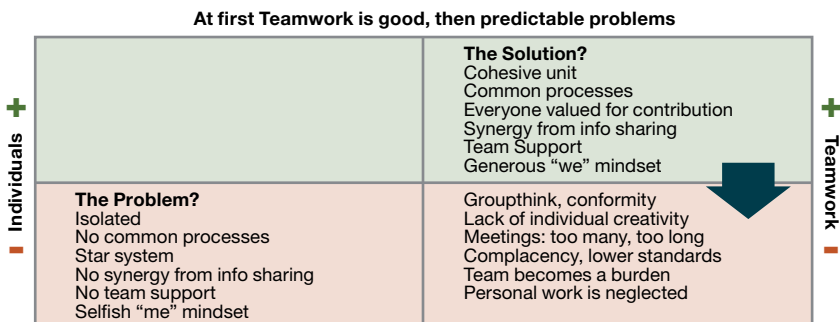 At first Teamwork is good, then predictable problems
+
Individuals
-
The Solution?
Cohesive unit
Common processes
Everyone valued for contribution
Synergy from info sharing
Team Support
Generous “we” mindset
The Problem?
Isolated
No common processes
Star system
No synergy from info sharing
No team support
Selfish “me” mindset
Groupthink, conformity
Lack of individual creativity
Meetings: too many, too long
Complacency, lower standards
Team becomes a burden
Personal work is neglected
+
Teamwork
-